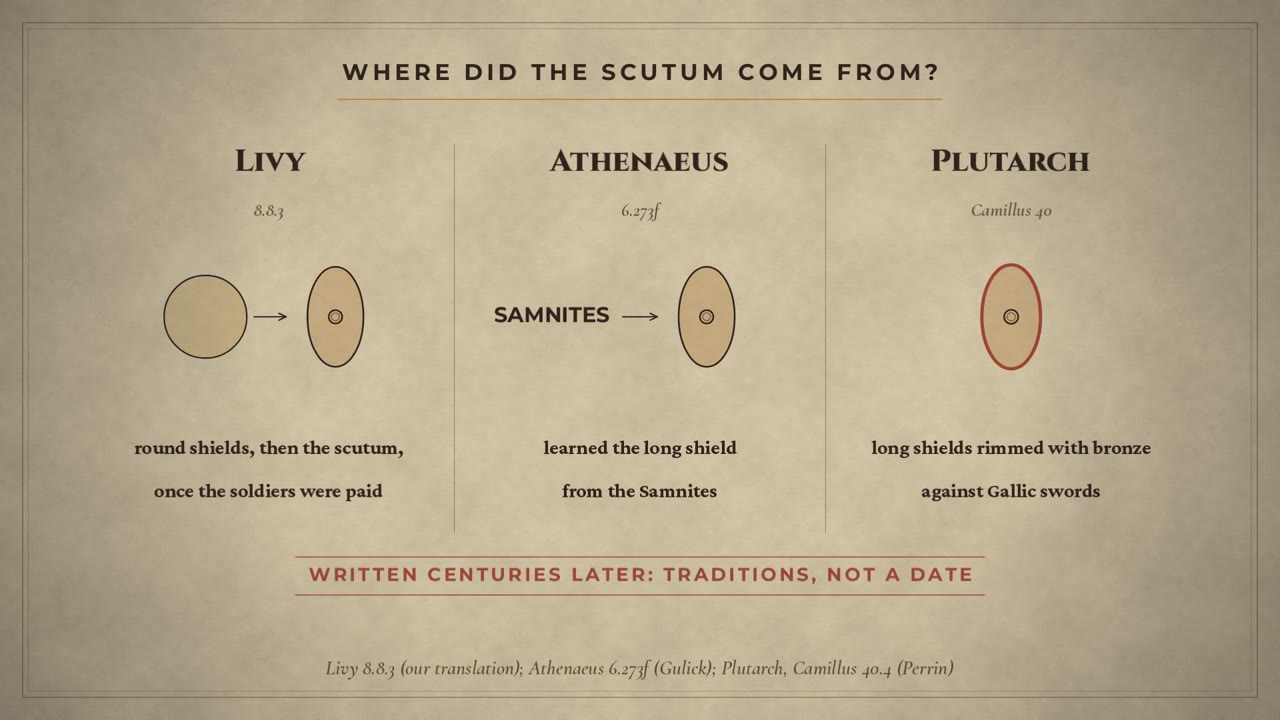 WHERE DID THE SCUTUM COME FROM?
LIVY
8.8.3
round shields, then the scutum,
once the soldiers were paid
ATHENAEUS
6.273f
SAMNITES
learned the long shield
from the Samnites
PLUTARCH
Camillus 40
long shields rimmed with bronze
against Gallic swords
WRITTEN CENTURIES LATER: TRADITIONS, NOT A DATE
Livy 8.8.3 (our translation); Athenaeus 6.273f (Gulick); Plutarch, Camillus 40.4 (Perrin)